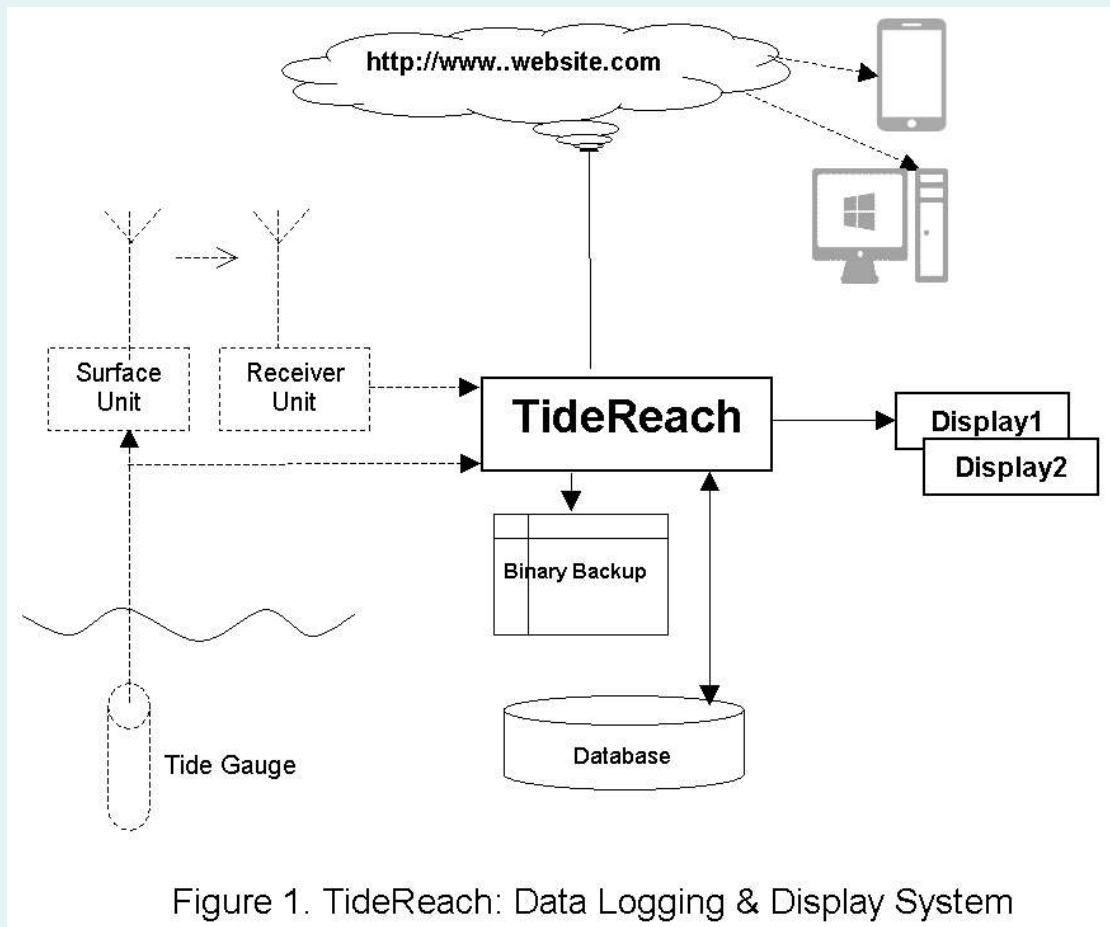 http://www..website.com
Surface
Unit
Receiver
Unit
TideReach
Display1
Display2
Binary Backup
Database
Tide Gauge
Figure 1. TideReach: Data Logging & Display System